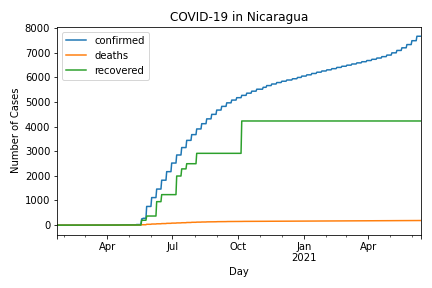 COVID-19 in Nicaragua
confirmed
deaths
recovered
Number of Cases
8000
7000
6000
5000
4000
3000
2000
1000
0
Apr
Jul
Oct
Jan
2021
Apr
Day